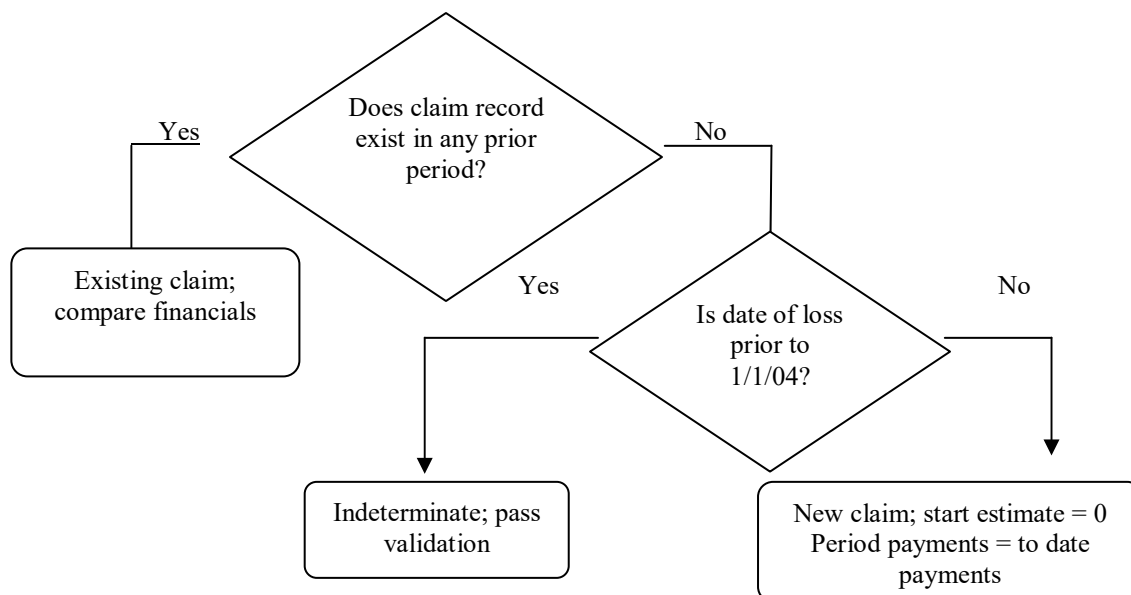 Does claim record
exist in any prior
period?
Yes
No
Existing claim;
compare financials
Yes
No
Is date of loss
prior to
1/1/04?
Indeterminate; pass
validation
New claim; start estimate = 0
Period payments = to date
payments